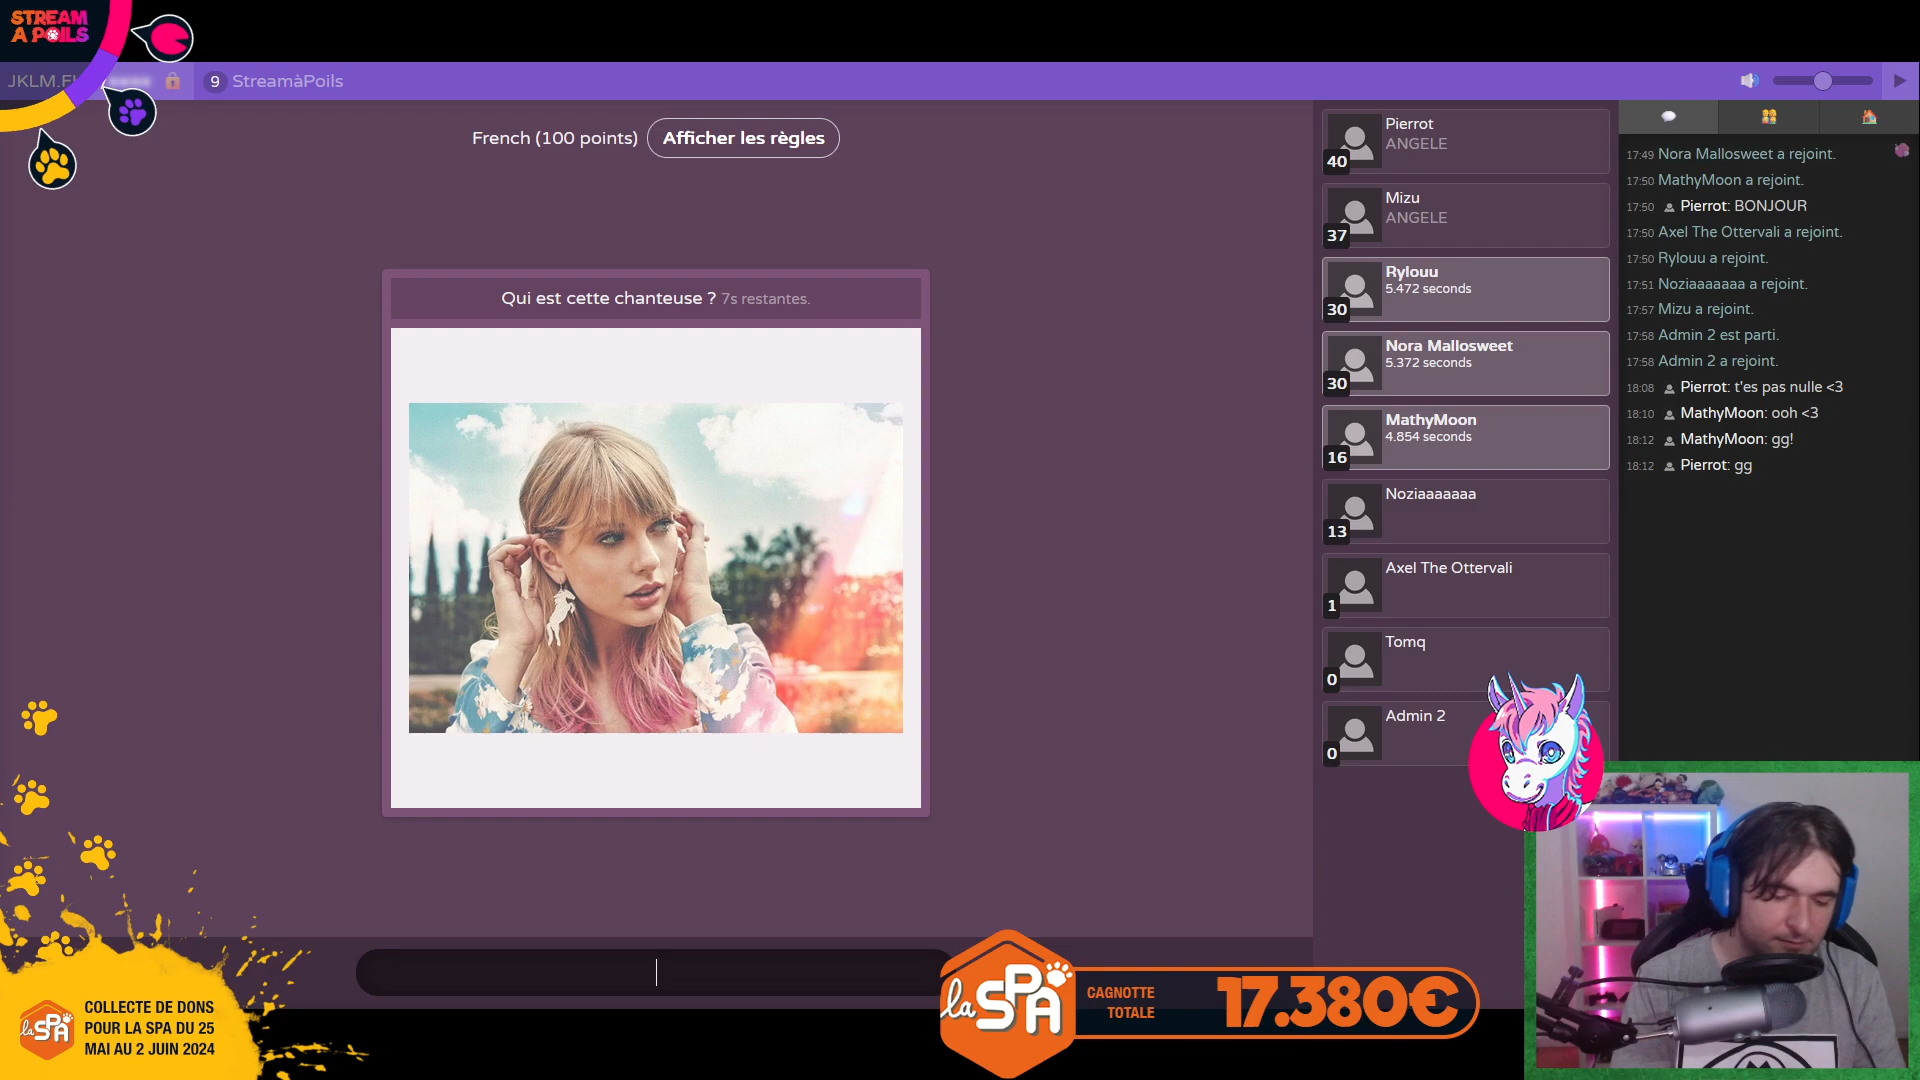 STREAM
A POILS
JKLM.F
9 StreamàPoils
French (100 points) Afficher les règles
Qui est cette chanteuse ? 7s restantes.
Pierrot
ANGELE
40
Mizu
ANGELE
37
Rylouu
5.472 seconds
30
Nora Mallosweet
5.372 seconds
30
MathyMoon
4.854 seconds
16
Noziaaaaaaa
13
Axel The Ottervali
1
Tomq
0
Admin 2
0
17:49 Nora Mallosweet a rejoint.
17:50 MathyMoon a rejoint.
17:50 Pierrot: BONJOUR
17:50 Axel The Ottervali a rejoint.
17:50 Rylouu a rejoint.
17:51 Noziaaaaaaa a rejoint.
17:57 Mizu a rejoint.
17:58 Admin 2 est parti.
17:58 Admin 2 a rejoint.
18:08 Pierrot: t'es pas nulle <3
18:10 MathyMoon: ooh <3
18:12 MathyMoon: gg!
18:12 Pierrot: gg
la SPA
COLLECTE DE DONS
POUR LA SPA DU 25
MAI AU 2 JUIN 2024
la SPA
CAGNOTTE
TOTALE
17.380€